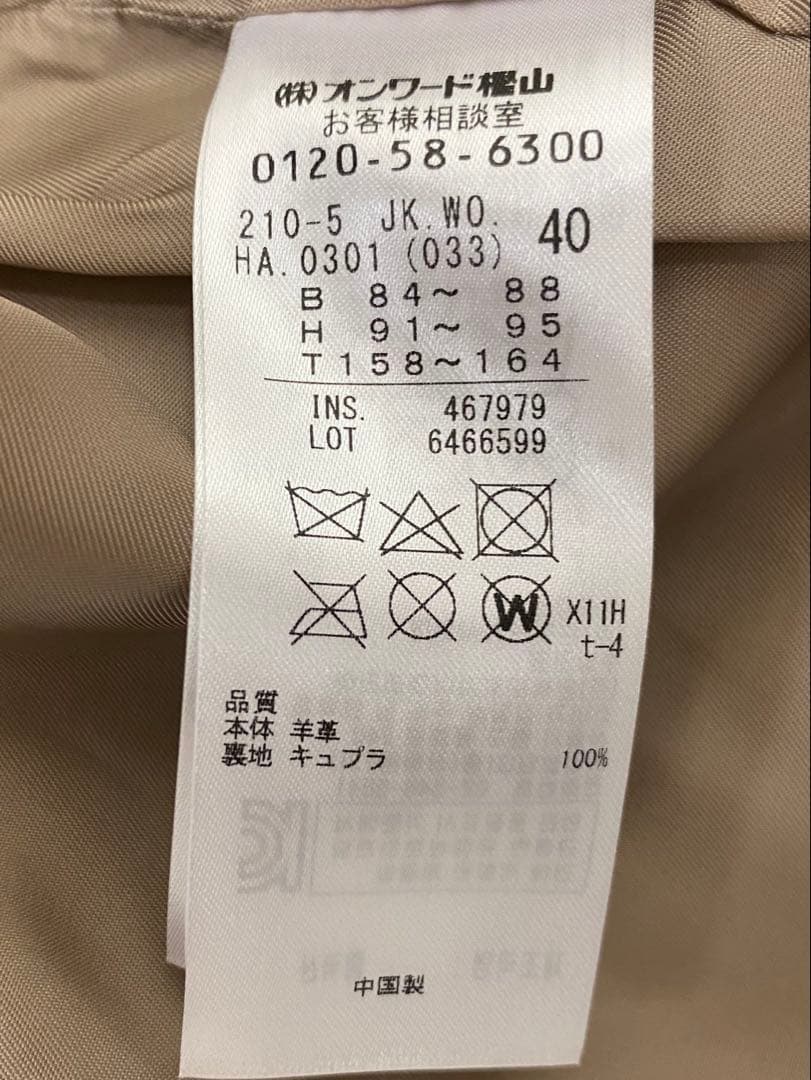 (株)オンワード樫山
お客様相談室
0120-58-6300
210-5 JK.WO.
HA.0301 (033) 40
B 84～ 88
H 91～ 95
T158～164
INS. 467979
LOT 6466599
W X11H
t-4
品質
本体 羊革
裏地 キュプラ 100%
中国製